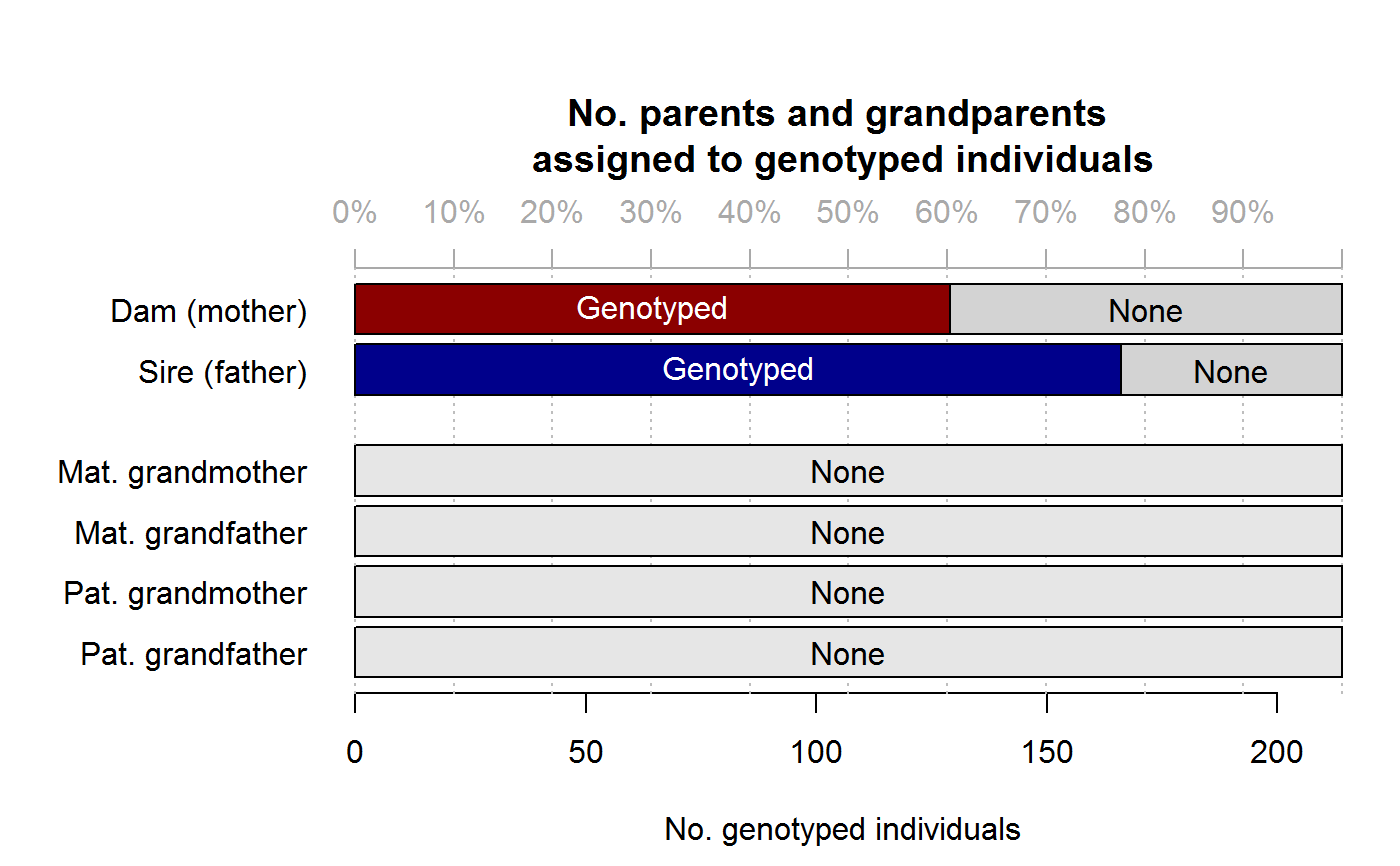 No. parents and grandparents
assigned to genotyped individuals
0% 10% 20% 30% 40% 50% 60% 70% 80% 90%
Dam (mother) Genotyped None
Sire (father) Genotyped None
Mat. grandmother None
Mat. grandfather None
Pat. grandmother None
Pat. grandfather None
0 50 100 150 200
No. genotyped individuals